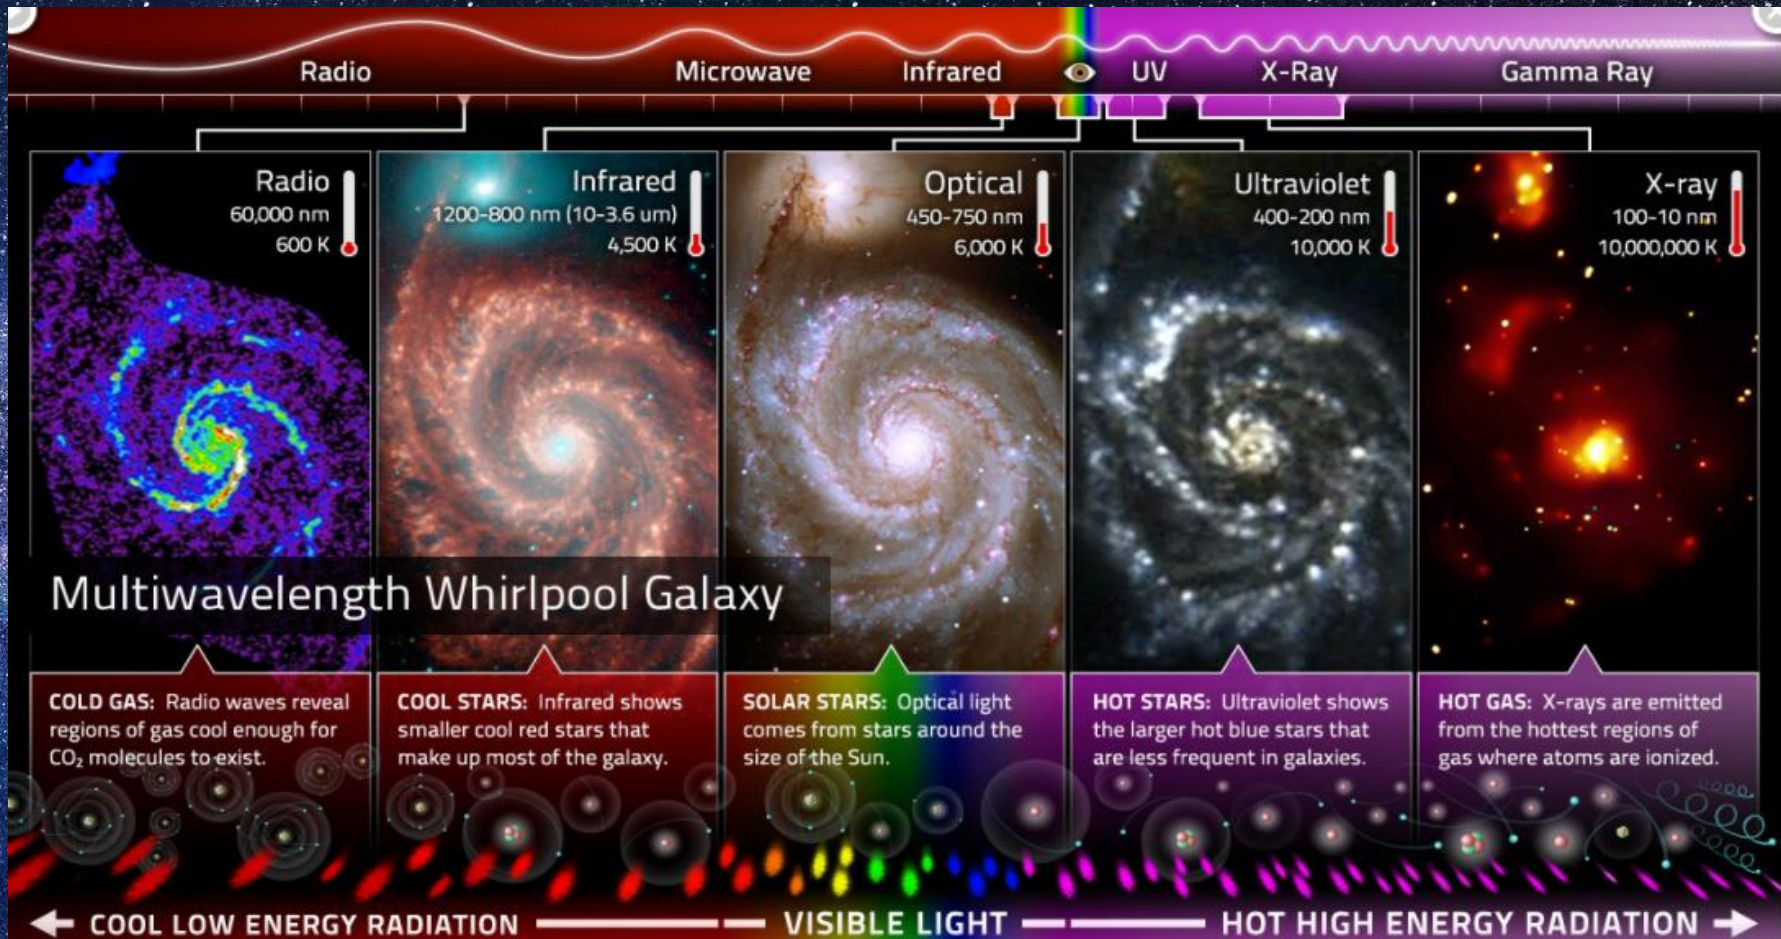 Radio
Microwave
Infrared
UV
X-Ray
Gamma Ray
Radio
60,000 nm
600 K
Infrared
1200-800 nm (10-3.6 um)
4,500 K
Optical
450-750 nm
6,000 K
Ultraviolet
400-200 nm
10,000 K
X-ray
100-10 nm
10,000,000 K
Multiwavelength Whirlpool Galaxy
COLD GAS: Radio waves reveal
regions of gas cool enough for
CO₂ molecules to exist.
COOL STARS: Infrared shows
smaller cool red stars that
make up most of the galaxy.
SOLAR STARS: Optical light
comes from stars around the
size of the Sun.
HOT STARS: Ultraviolet shows
the larger hot blue stars that
are less frequent in galaxies.
HOT GAS: X-rays are emitted
from the hottest regions of
gas where atoms are ionized.
COOL LOW ENERGY RADIATION
VISIBLE LIGHT
HOT HIGH ENERGY RADIATION